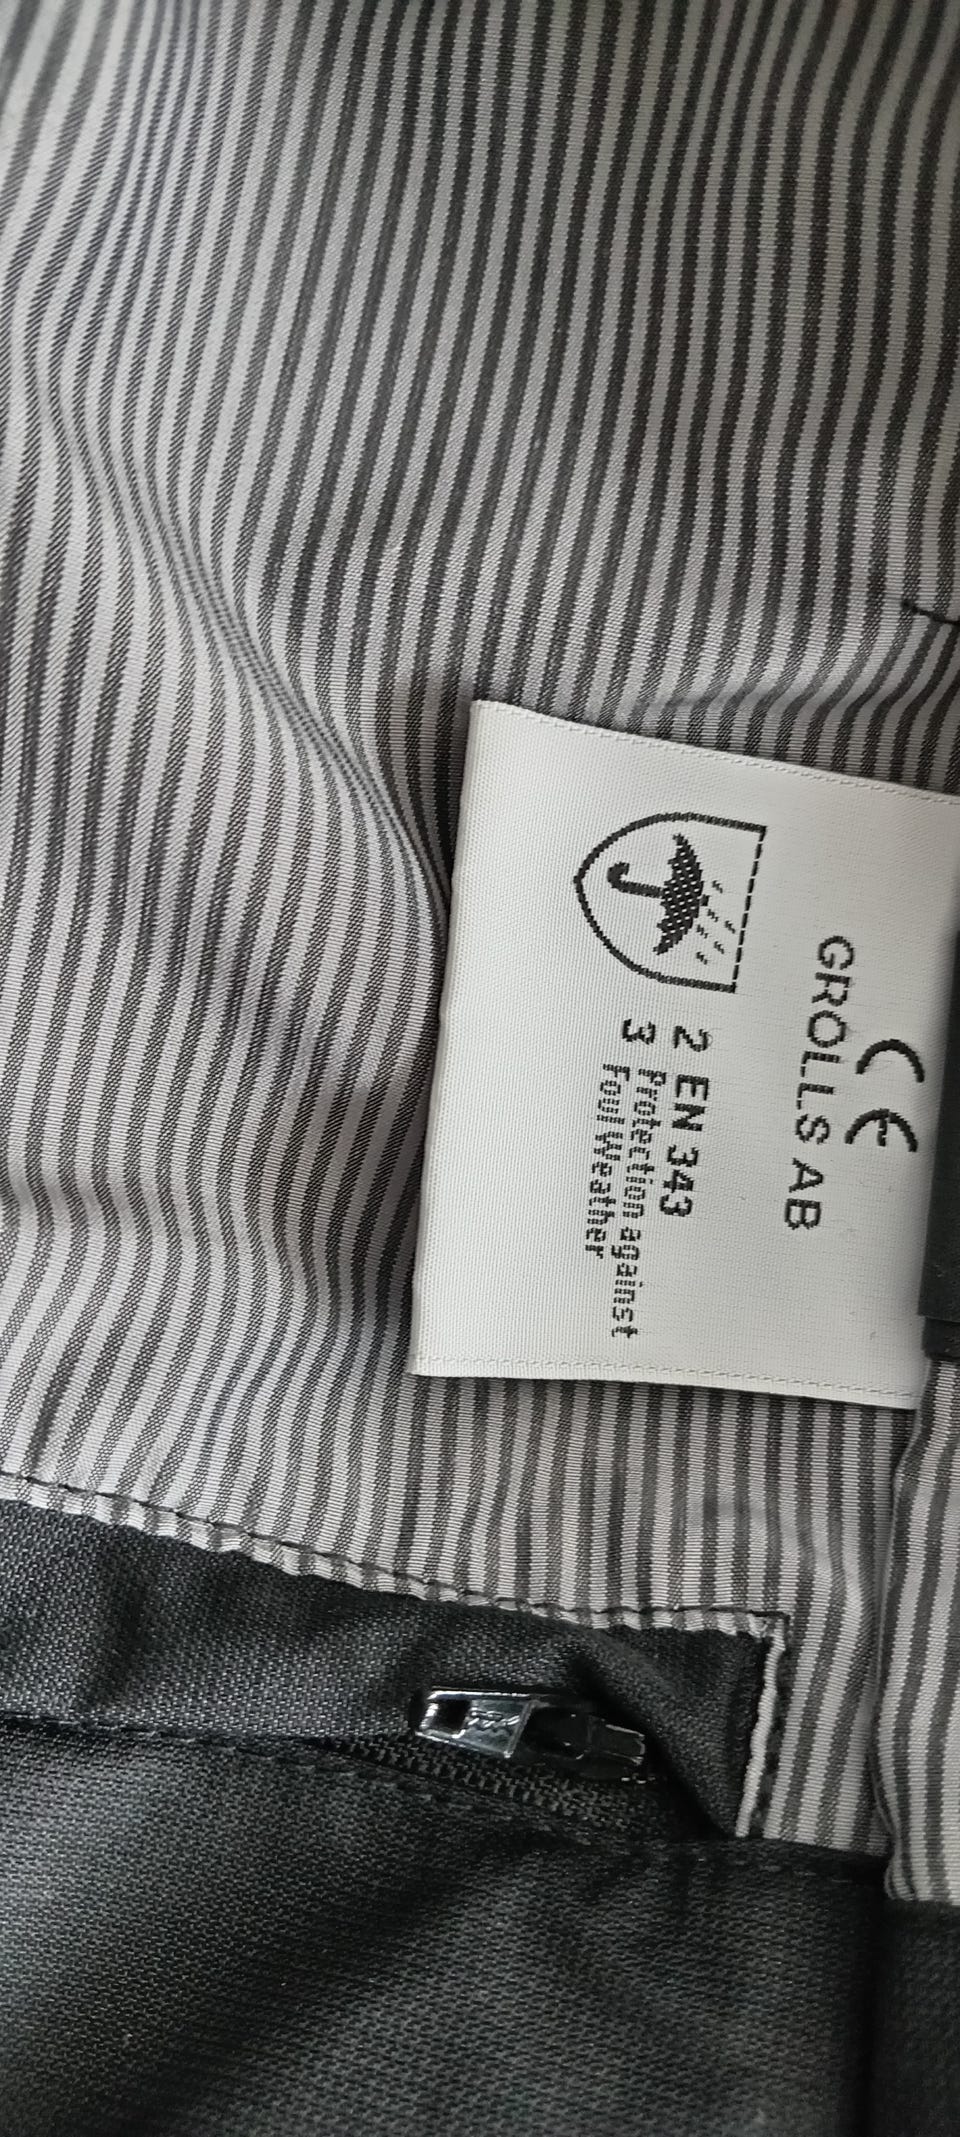 CE
GROLLS AB
2 EN 343
3 Protection against
Foul Weather